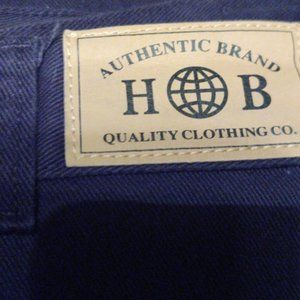 AUTHENTIC BRAND
H B
QUALITY CLOTHING CO.